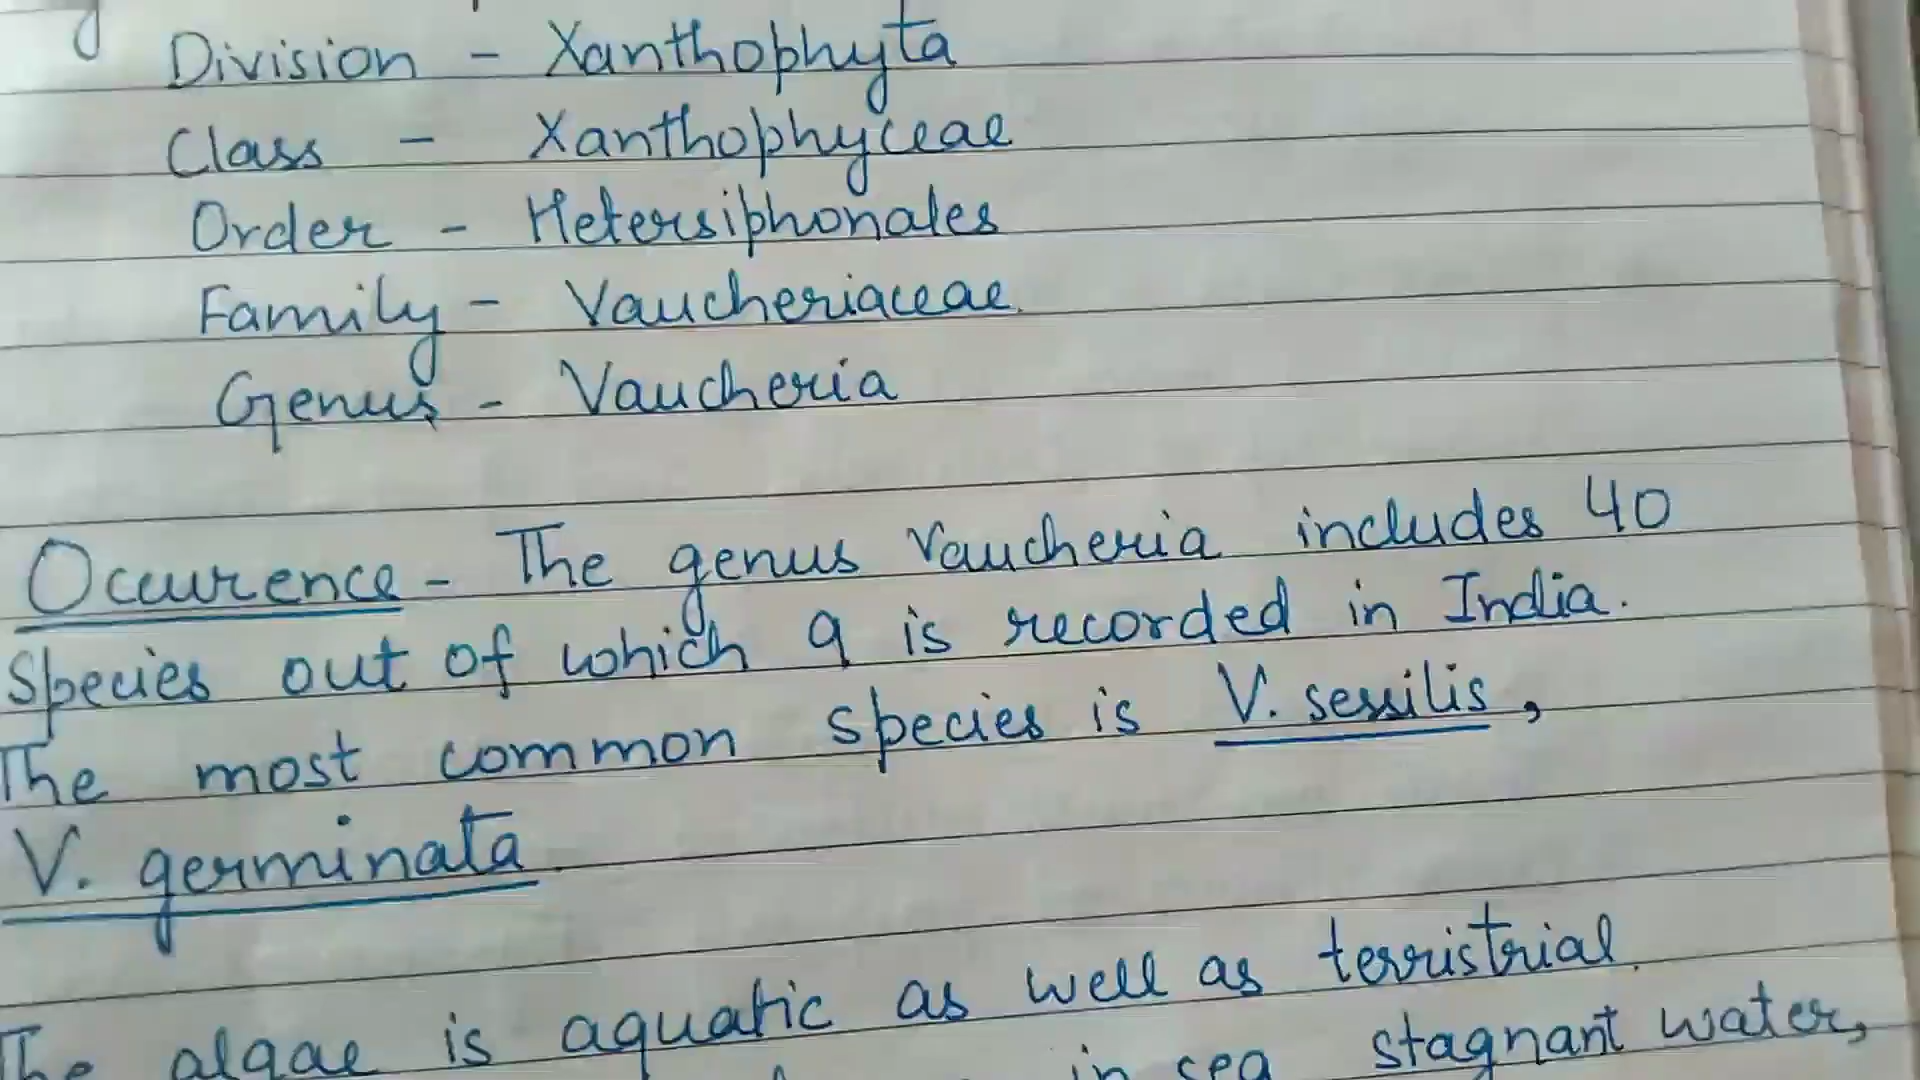 Division - Xanthophyta
Class - Xanthophyceae
Order - Hetersiphonales
Family - Vaucheriaceae
Genus - Vaucheria
Ocurrence - The genus Vaucheria includes 40
Species out of which 9 is recorded in India.
The most common species is V. sessilis,
V. germinata
The algae is aquatic as well as terristrial
in sea stagnant water,